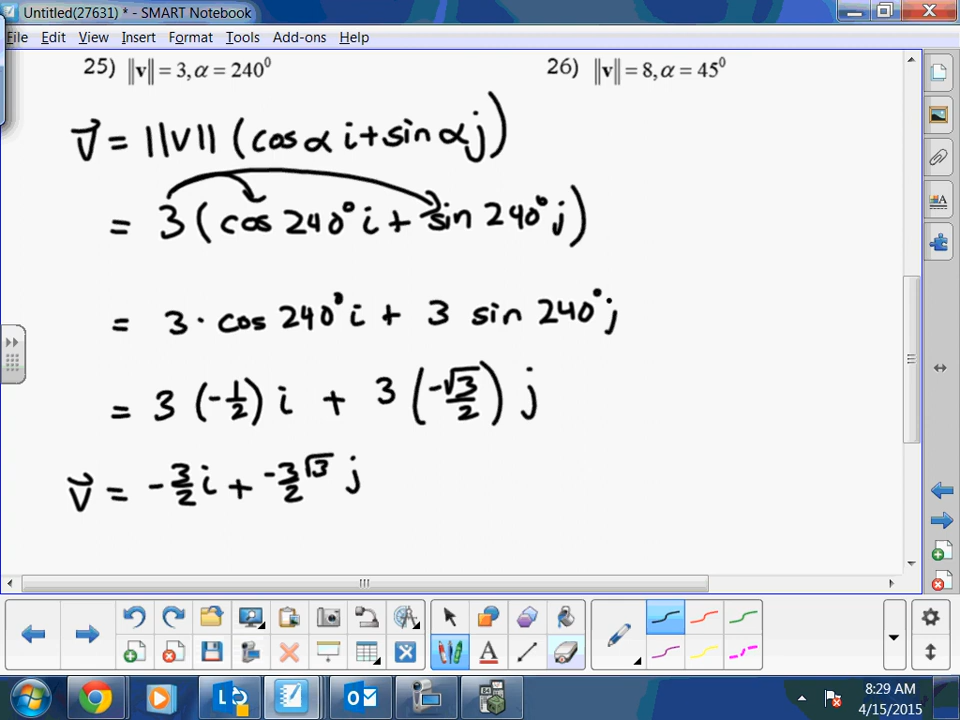 Untitled(27631) * - SMART Notebook
File Edit View Insert Format Tools Add-ons Help
25) ||v|| = 3, α = 240⁰
26) ||v|| = 8, α = 45⁰
v⃗ = ||v|| (cos α i + sin α j)
= 3 (cos 240° i + sin 240° j)
= 3 · cos 240° i + 3 sin 240° j
= 3 (-1/2) i + 3 (-√3/2) j
v⃗ = -3/2 i + -3/2 √3 j
8:29 AM
4/15/2015